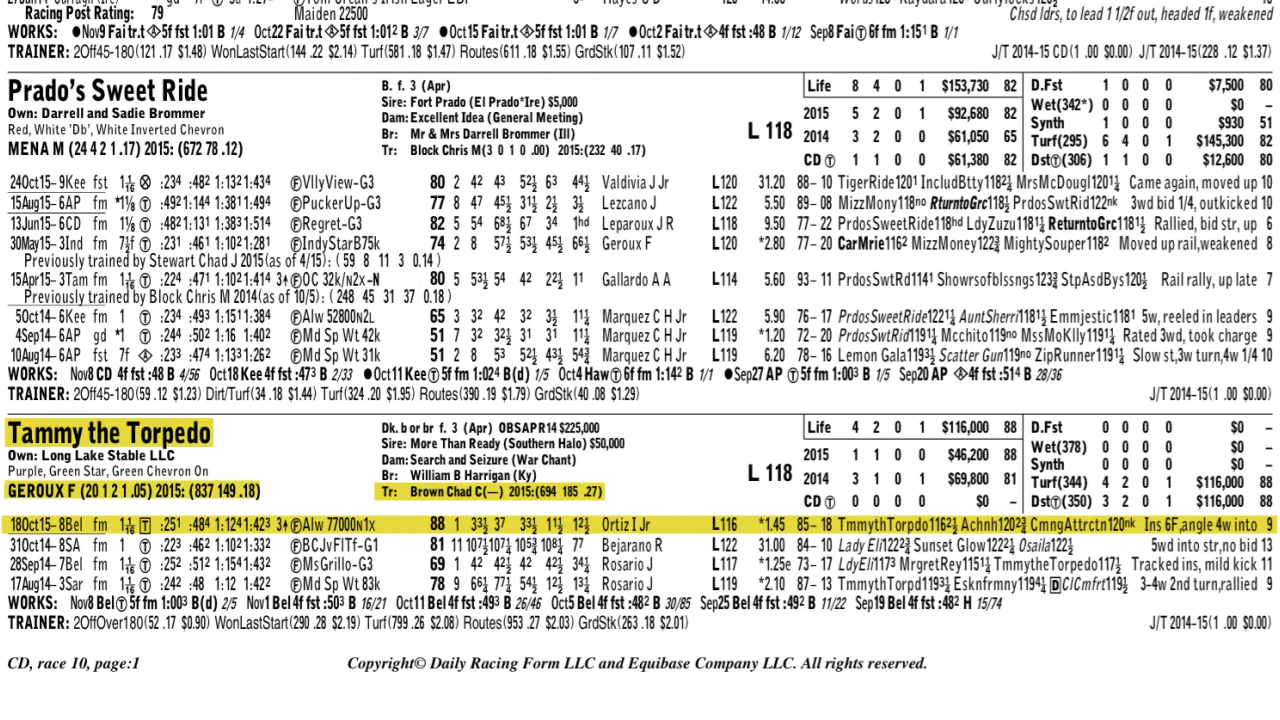 Racing Post Rating: 79 Maiden 22500 Chsd ldrs, to lead 1 1/2f out, headed 1f, weakened
WORKS: ●Nov9 Fai tr.t ◈5f fst 1:01 B 1/4 Oct22 Fai tr.t ◈5f fst 1:01² B 3/7 ●Oct15 Fai tr.t ◈5f fst 1:01 B 1/7 ●Oct2 Fai tr.t ◈4f fst :48 B 1/12 Sep8 Fai Ⓣ 6f fm 1:15¹ B 1/1
TRAINER: 2Off45-180(121 .17 $1.48) WonLastStart(144 .22 $2.14) Turf(581 .18 $1.47) Routes(611 .18 $1.55) GrdStk(107 .11 $1.52) J/T 2014-15 CD(1 .00 $0.00) J/T 2014-15(228 .12 $1.37)
Prado's Sweet Ride
Own: Darrell and Sadie Brommer
Red, White 'Db', White Inverted Chevron
MENA M (24 4 2 1 .17) 2015: (672 78 .12)
B. f. 3 (Apr)
Sire: Fort Prado (El Prado*Ire) $5,000
Dam: Excellent Idea (General Meeting)
Br: Mr & Mrs Darrell Brommer (Ill)
Tr: Block Chris M(3 0 1 0 .00) 2015:(232 40 .17)
L 118
Life 8 4 0 1 $153,730 82
2015 5 2 0 1 $92,680 82
2014 3 2 0 0 $61,050 65
CD Ⓣ 1 1 0 0 $61,380 82
D.Fst 1 0 0 0 $7,500 80
Wet(342*) 0 0 0 0 $0 –
Synth 1 0 0 0 $930 51
Turf(295) 6 4 0 1 $145,300 82
DstⓉ(306) 1 1 0 0 $12,600 80
24Oct15- 9Kee fst 1 1/16 ⊗ :234 :482 1:132 1:434 ⒻVllyView-G3 80 2 42 43 52½ 63 44½ Valdivia J Jr L120 31.20 88– 10 TigerRide1201 IncludBtty1182¼ MrsMcDougl1201¼ Came again, moved up 10
15Aug15- 6AP fm *1⅛ Ⓣ :492 1:144 1:381 1:494 ⒻPuckerUp-G3 77 8 47 45½ 31½ 2½ 3½ Lezcano J L122 5.50 89– 08 MizzMony118no RturntoGrc1181½ PrdosSwtRid122nk 3wd bid 1/4, outkicked 10
13Jun15- 6CD fm 1⅛ Ⓣ :482 1:131 1:383 1:514 ⒻRegret-G3 82 5 54 68½ 67 34 1hd Leparoux J R L118 9.50 77– 22 PrdosSweetRide118hd LdyZuzu1181¼ ReturntoGrc1181½ Rallied, bid str, up 6
30May15- 3Ind fm 7½f Ⓣ :231 :461 1:102 1:281 ⒻIndyStarB75k 74 2 8 57½ 53½ 45½ 66½ Geroux F L120 *2.80 77– 20 CarMrie1162 MizzMoney122¾ MightySouper1182 Moved up rail,weakened 8
Previously trained by Stewart Chad J 2015(as of 4/15): ( 59 8 11 3 0.14 )
15Apr15- 3Tam fm 1 1/16 Ⓣ :224 :471 1:102 1:414 3↑ⒻOC 32k/N2X -N 80 5 53½ 54 42 22½ 11 Gallardo A A L114 5.60 93– 11 PrdosSwtRd1141 Showrsofblssngs123¾ StpAsdBys120½ Rail rally, up late 7
Previously trained by Block Chris M 2014(as of 10/5): ( 248 45 31 37 0.18 )
5Oct14- 6Kee fm 1 Ⓣ :234 :493 1:151 1:384 ⒻAlw 52800N2L 65 3 32 42 32 3½ 11¼ Marquez C H Jr L122 5.90 76– 17 PrdoSweetRide1221¼ AuntSherri1181½ Emmjestic1181 5w, reeled in leaders 9
4Sep14- 6AP gd *1 Ⓣ :244 :502 1:16 1:402 ⒻMd Sp Wt 42k 51 7 32 32½ 31 31 11¼ Marquez C H Jr L119 *1.20 72– 20 PrdoSwtRid1191¼ Mcchito119no MssMoKlly1191¼ Rated 3wd, took charge 9
10Aug14- 6AP fst 7f ◈ :233 :474 1:133 1:262 ⒻMd Sp Wt 31k 51 2 8 53 52½ 43½ 54¾ Marquez C H Jr L119 6.20 78– 16 Lemon Gala1193½ Scatter Gun119no ZipRunner1191¼ Slow st,3w turn,4w 1/4 10
WORKS: Nov8 CD 4f fst :48 B 4/56 Oct18 Kee 4f fst :47³ B 2/33 ●Oct11 Kee Ⓣ 5f fm 1:02⁴ B(d) 1/5 Oct4 Haw Ⓣ 6f fm 1:14² B 1/1 ●Sep27 AP Ⓣ5f fm 1:00³ B 1/5 Sep20 AP ◈4f fst :51⁴ B 28/36
TRAINER: 2Off45-180(59 .12 $1.23) Dirt/Turf(34 .18 $1.44) Turf(324 .20 $1.95) Routes(390 .19 $1.79) GrdStk(40 .08 $1.29) J/T 2014-15(1 .00 $0.00)
Tammy the Torpedo
Own: Long Lake Stable LLC
Purple, Green Star, Green Chevron On
GEROUX F (20 1 2 1 .05) 2015: (837 149 .18)
Dk. b or br f. 3 (Apr) OBSAPR14 $225,000
Sire: More Than Ready (Southern Halo) $50,000
Dam: Search and Seizure (War Chant)
Br: William B Harrigan (Ky)
Tr: Brown Chad C(—) 2015:(694 185 .27)
L 118
Life 4 2 0 1 $116,000 88
2015 1 1 0 0 $46,200 88
2014 3 1 0 1 $69,800 81
CD Ⓣ 0 0 0 0 $0 –
D.Fst 0 0 0 0 $0 –
Wet(378) 0 0 0 0 $0 –
Synth 0 0 0 0 $0 –
Turf(344) 4 2 0 1 $116,000 88
DstⓉ(350) 3 2 0 1 $116,000 88
18Oct15- 8Bel fm 1 1/16 T :251 :484 1:124 1:423 3↑ⒻAlw 77000N1X 88 1 33½ 37 33½ 11½ 12½ Ortiz I Jr L116 *1.45 85– 18 TmmythTorpdo1162½ Achnh1202¾ CmngAttrctn120nk Ins 6F,angle 4w into 9
31Oct14- 8SA fm 1 Ⓣ :223 :462 1:102 1:332 ⒻBCJvFlTf-G1 81 11 107½ 107¼ 105¾ 108¼ 77 Bejarano R L122 31.00 84– 10 Lady Eli122¾ Sunset Glow122¼ Osaila122½ 5wd into str,no bid 13
28Sep14- 7Bel fm 1 Ⓣ :252 :512 1:154 1:432 ⒻMsGrillo-G3 69 1 42 42½ 42 42½ 34¼ Rosario J L117 *1.25e 73– 17 LdyEli1173 MrgretRey1151¼ TmmytheTorpedo117½ Tracked ins, mild kick 11
17Aug14- 3Sar fm 1 1/16 Ⓣ :242 :48 1:12 1:422 ⒻMd Sp Wt 83k 78 9 66¼ 77¼ 54½ 12½ 13¼ Rosario J L119 *2.10 87– 13 TmmythTorpd1193¼ Esknfrmny1194¼ DClCmfrt119½ 3-4w 2nd turn,rallied 9
WORKS: Nov8 Bel Ⓣ 5f fm 1:00³ B(d) 2/5 Nov1 Bel 4f fst :50³ B 16/21 Oct11 Bel 4f fst :49³ B 26/46 Oct5 Bel 4f fst :48² B 30/85 Sep25 Bel 4f fst :49² B 11/22 Sep19 Bel 4f fst :48² H 15/74
TRAINER: 2OffOver180(52 .17 $0.90) WonLastStart(290 .28 $2.19) Turf(799 .26 $2.08) Routes(953 .27 $2.03) GrdStk(263 .18 $2.01) J/T 2014-15(1 .00 $0.00)
CD, race 10, page:1 Copyright© Daily Racing Form LLC and Equibase Company LLC. All rights reserved.